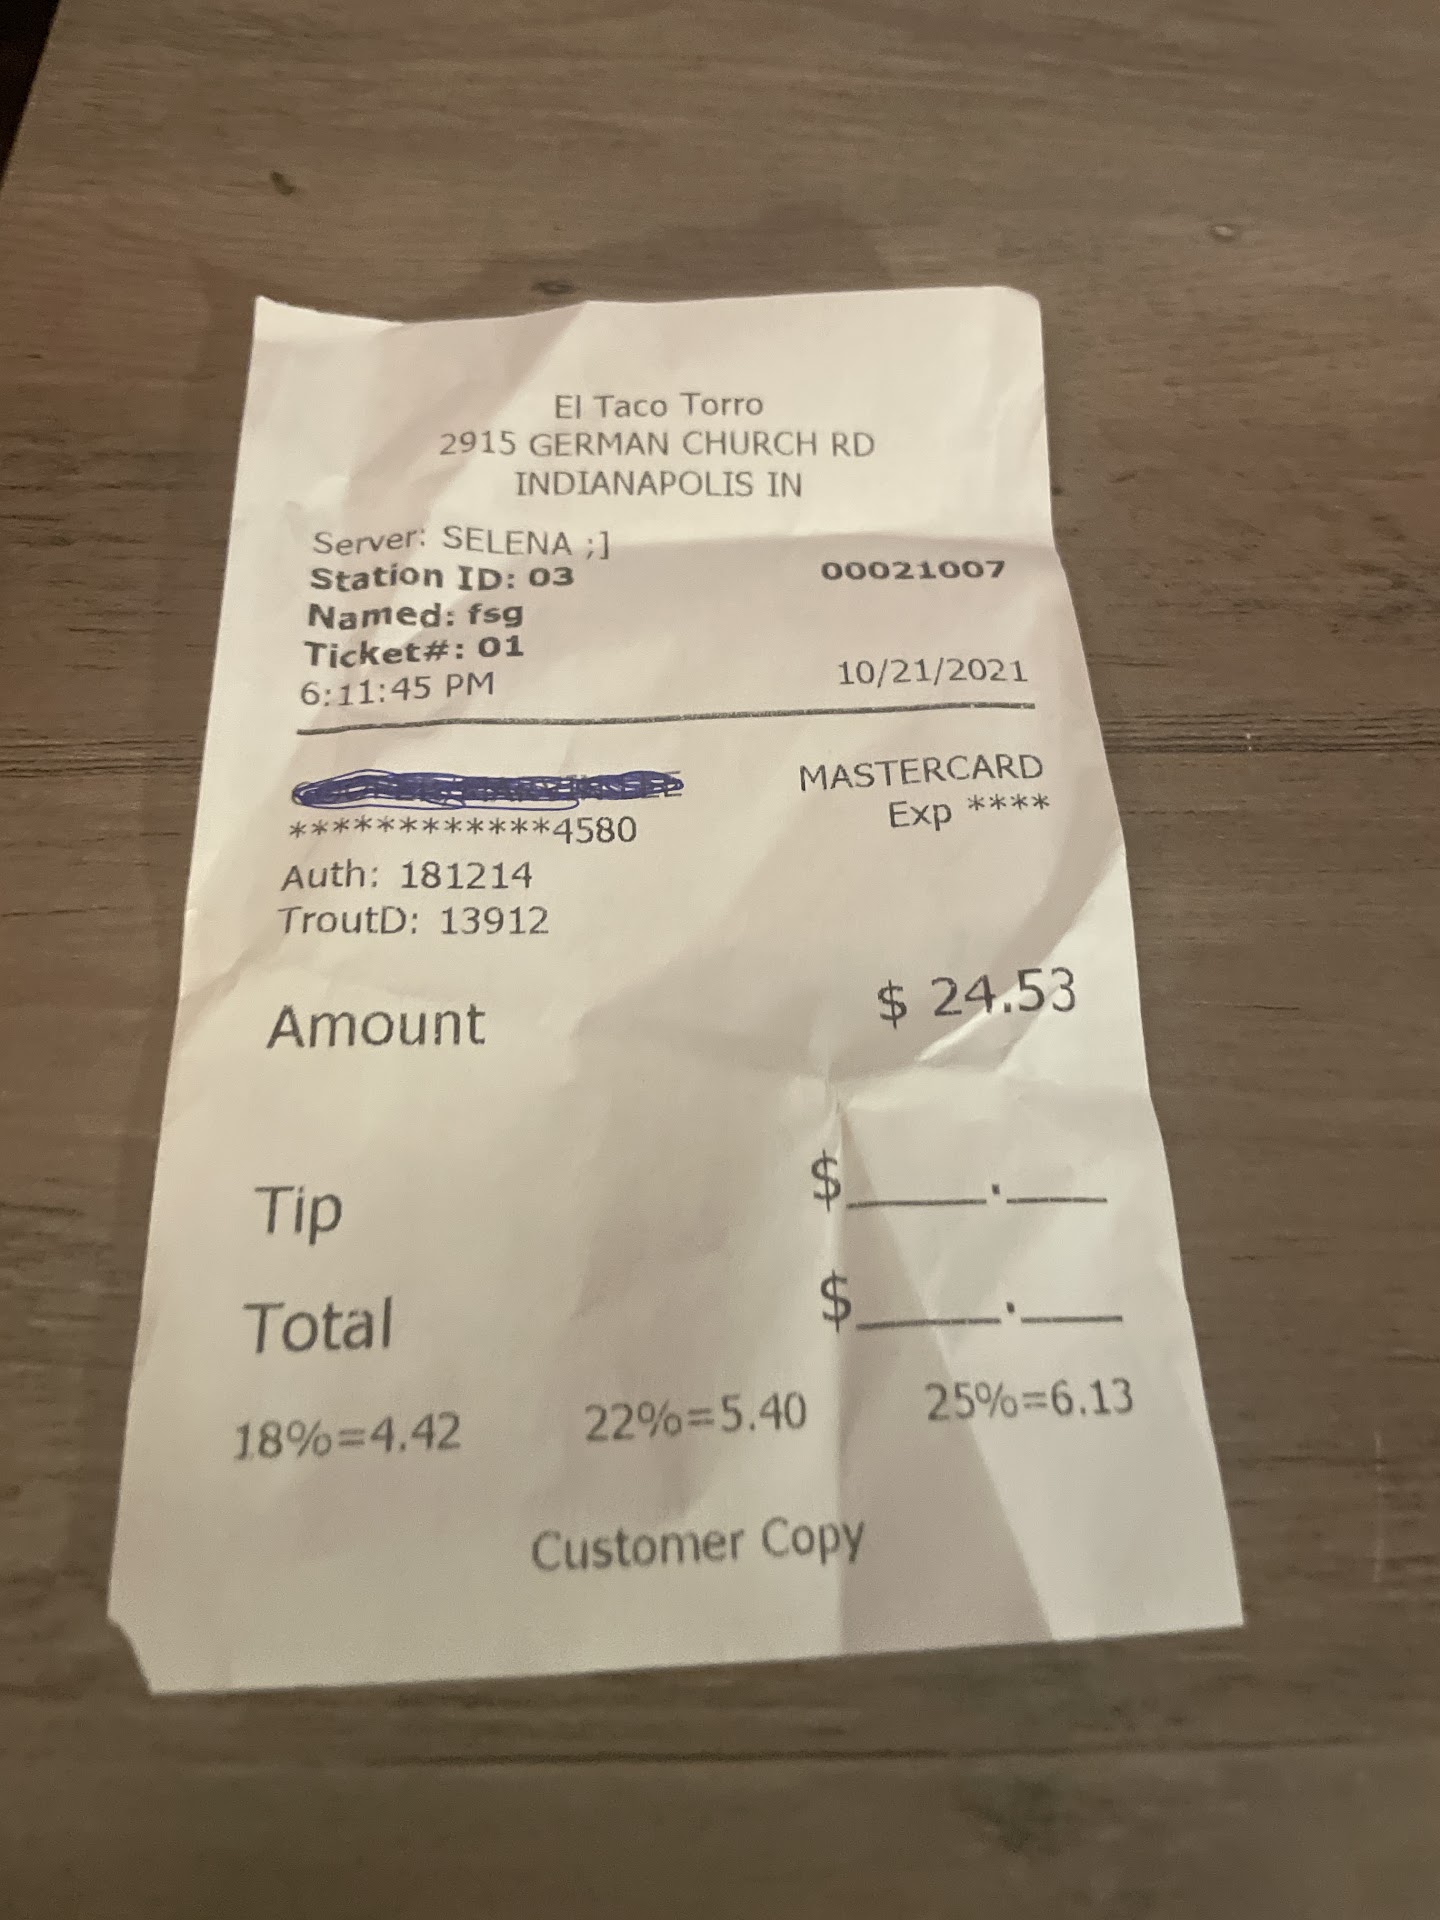 El Taco Torro
2915 GERMAN CHURCH RD
INDIANAPOLIS IN
Server: SELENA ;]
Station ID: 03 00021007
Named: fsg
Ticket#: 01
6:11:45 PM 10/21/2021
MASTERCARD
************4580 Exp ****
Auth: 181214
TroutD: 13912
Amount $ 24.53
Tip $____.___
Total $____.___
18%=4.42 22%=5.40 25%=6.13
Customer Copy